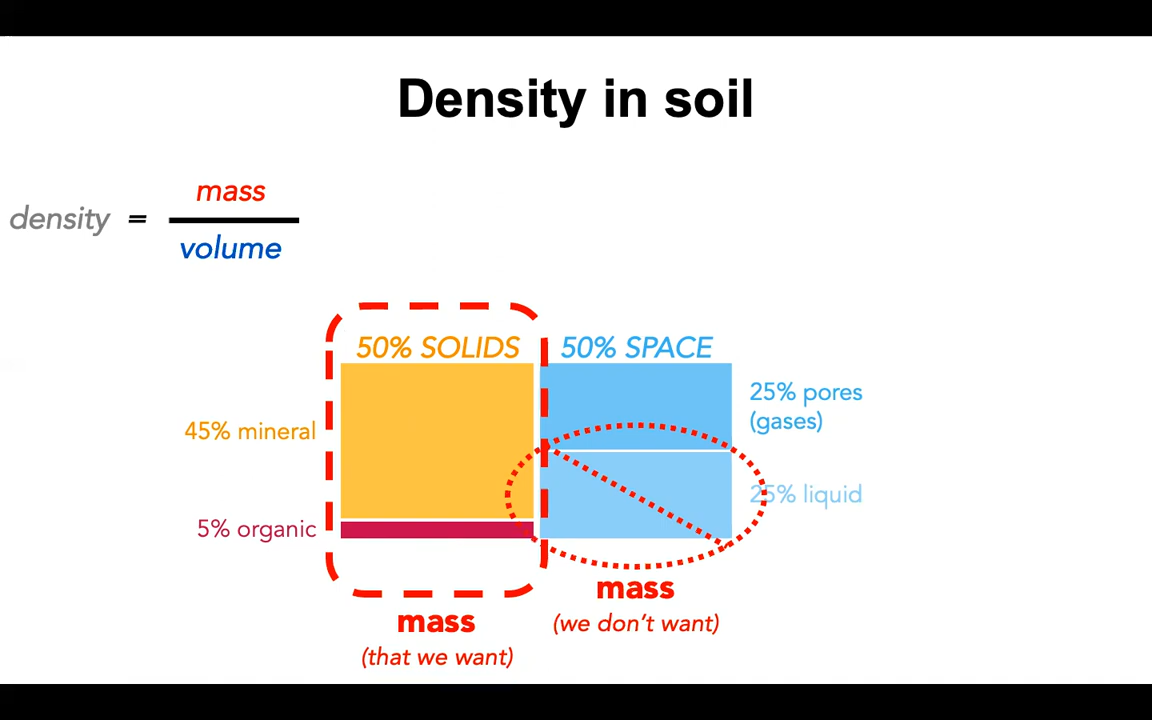 Density in soil
mass
density =
volume
50% SOLIDS
50% SPACE
45% mineral
25% pores
(gases)
25% liquid
5% organic
mass
(we don't want)
mass
(that we want)